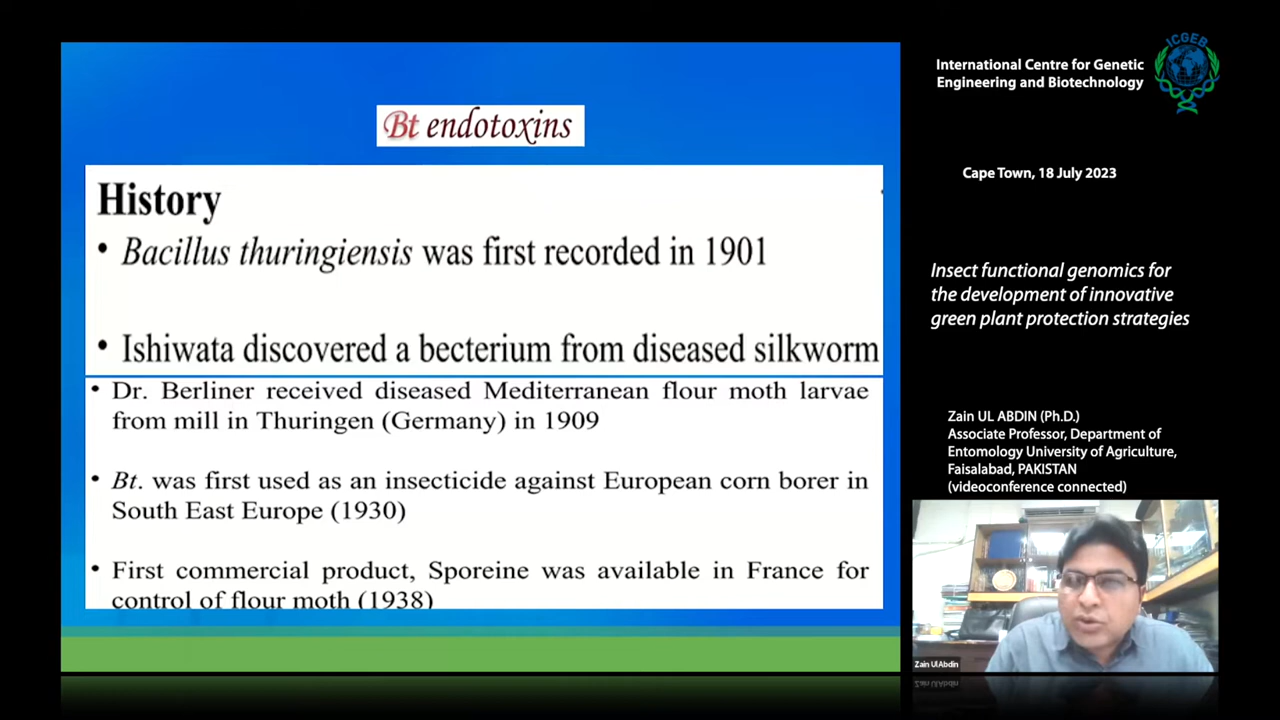 Bt endotoxins
History
• Bacillus thuringiensis was first recorded in 1901
• Ishiwata discovered a becterium from diseased silkworm
• Dr. Berliner received diseased Mediterranean flour moth larvae
from mill in Thuringen (Germany) in 1909
• Bt. was first used as an insecticide against European corn borer in
South East Europe (1930)
• First commercial product, Sporeine was available in France for
control of flour moth (1938)
International Centre for Genetic
Engineering and Biotechnology
ICGEB
Cape Town, 18 July 2023
Insect functional genomics for
the development of innovative
green plant protection strategies
Zain UL ABDIN (Ph.D.)
Associate Professor, Department of
Entomology University of Agriculture,
Faisalabad, PAKISTAN
(videoconference connected)
Zain Ul Abdin